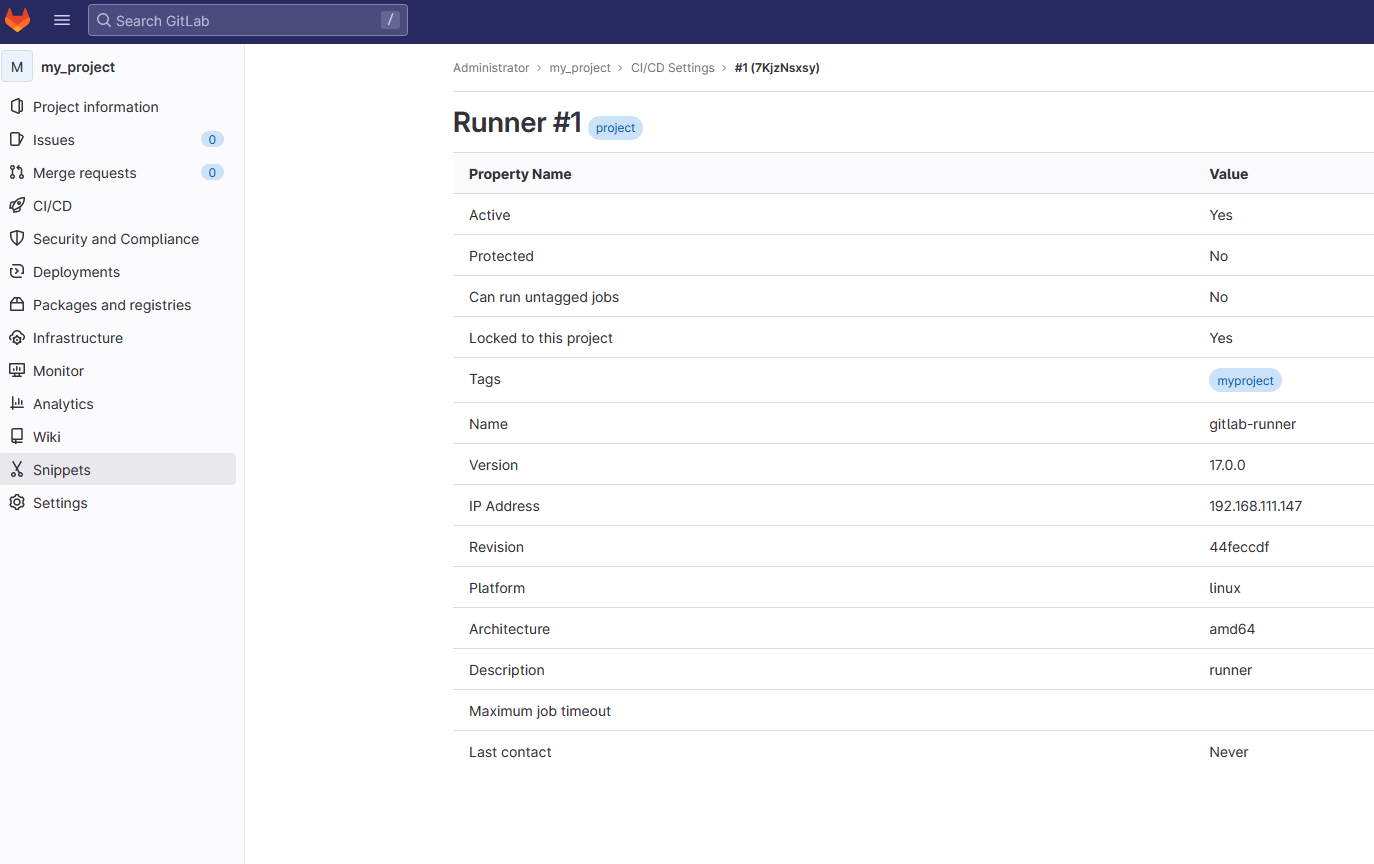 Search GitLab /
M my_project
Project information
Issues 0
Merge requests 0
CI/CD
Security and Compliance
Deployments
Packages and registries
Infrastructure
Monitor
Analytics
Wiki
Snippets
Settings
Administrator › my_project › CI/CD Settings › #1 (7KjzNsxsy)
Runner #1 project
Property Name Value
Active Yes
Protected No
Can run untagged jobs No
Locked to this project Yes
Tags myproject
Name gitlab-runner
Version 17.0.0
IP Address 192.168.111.147
Revision 44feccdf
Platform linux
Architecture amd64
Description runner
Maximum job timeout
Last contact Never